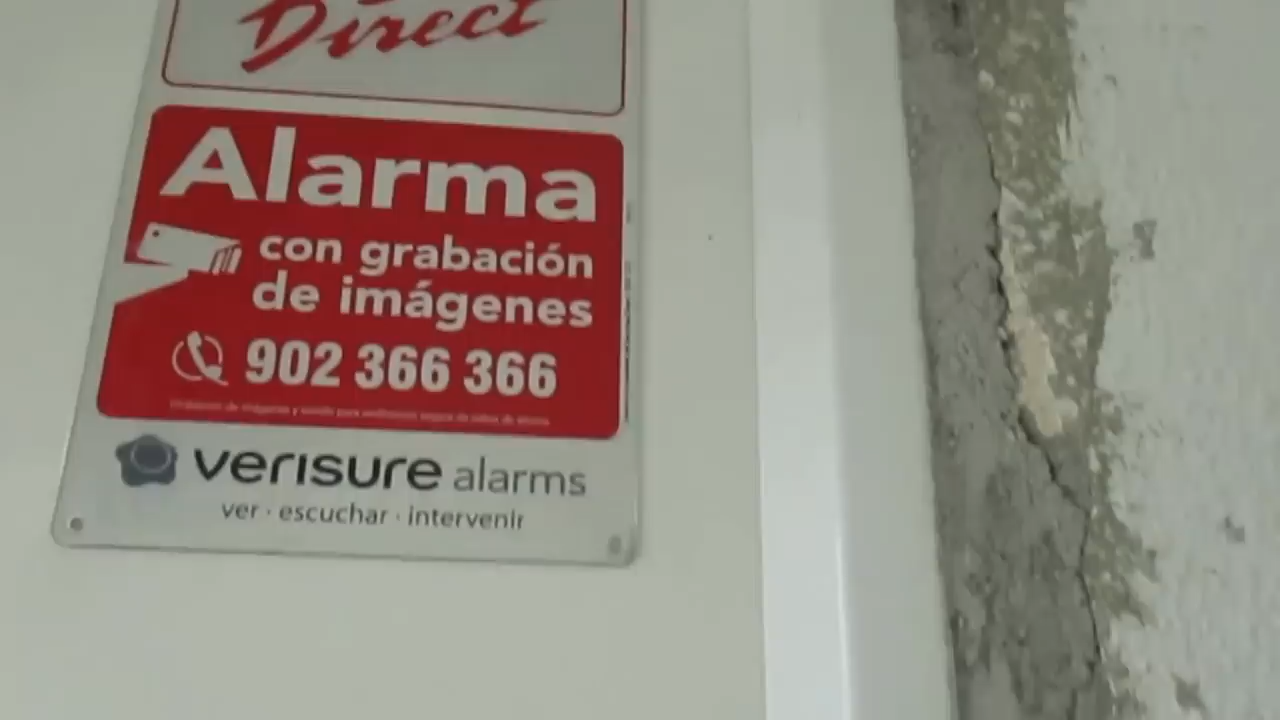 Direct
Alarma
con grabación
de imágenes
902 366 366
verisure alarms
ver · escuchar · intervenir